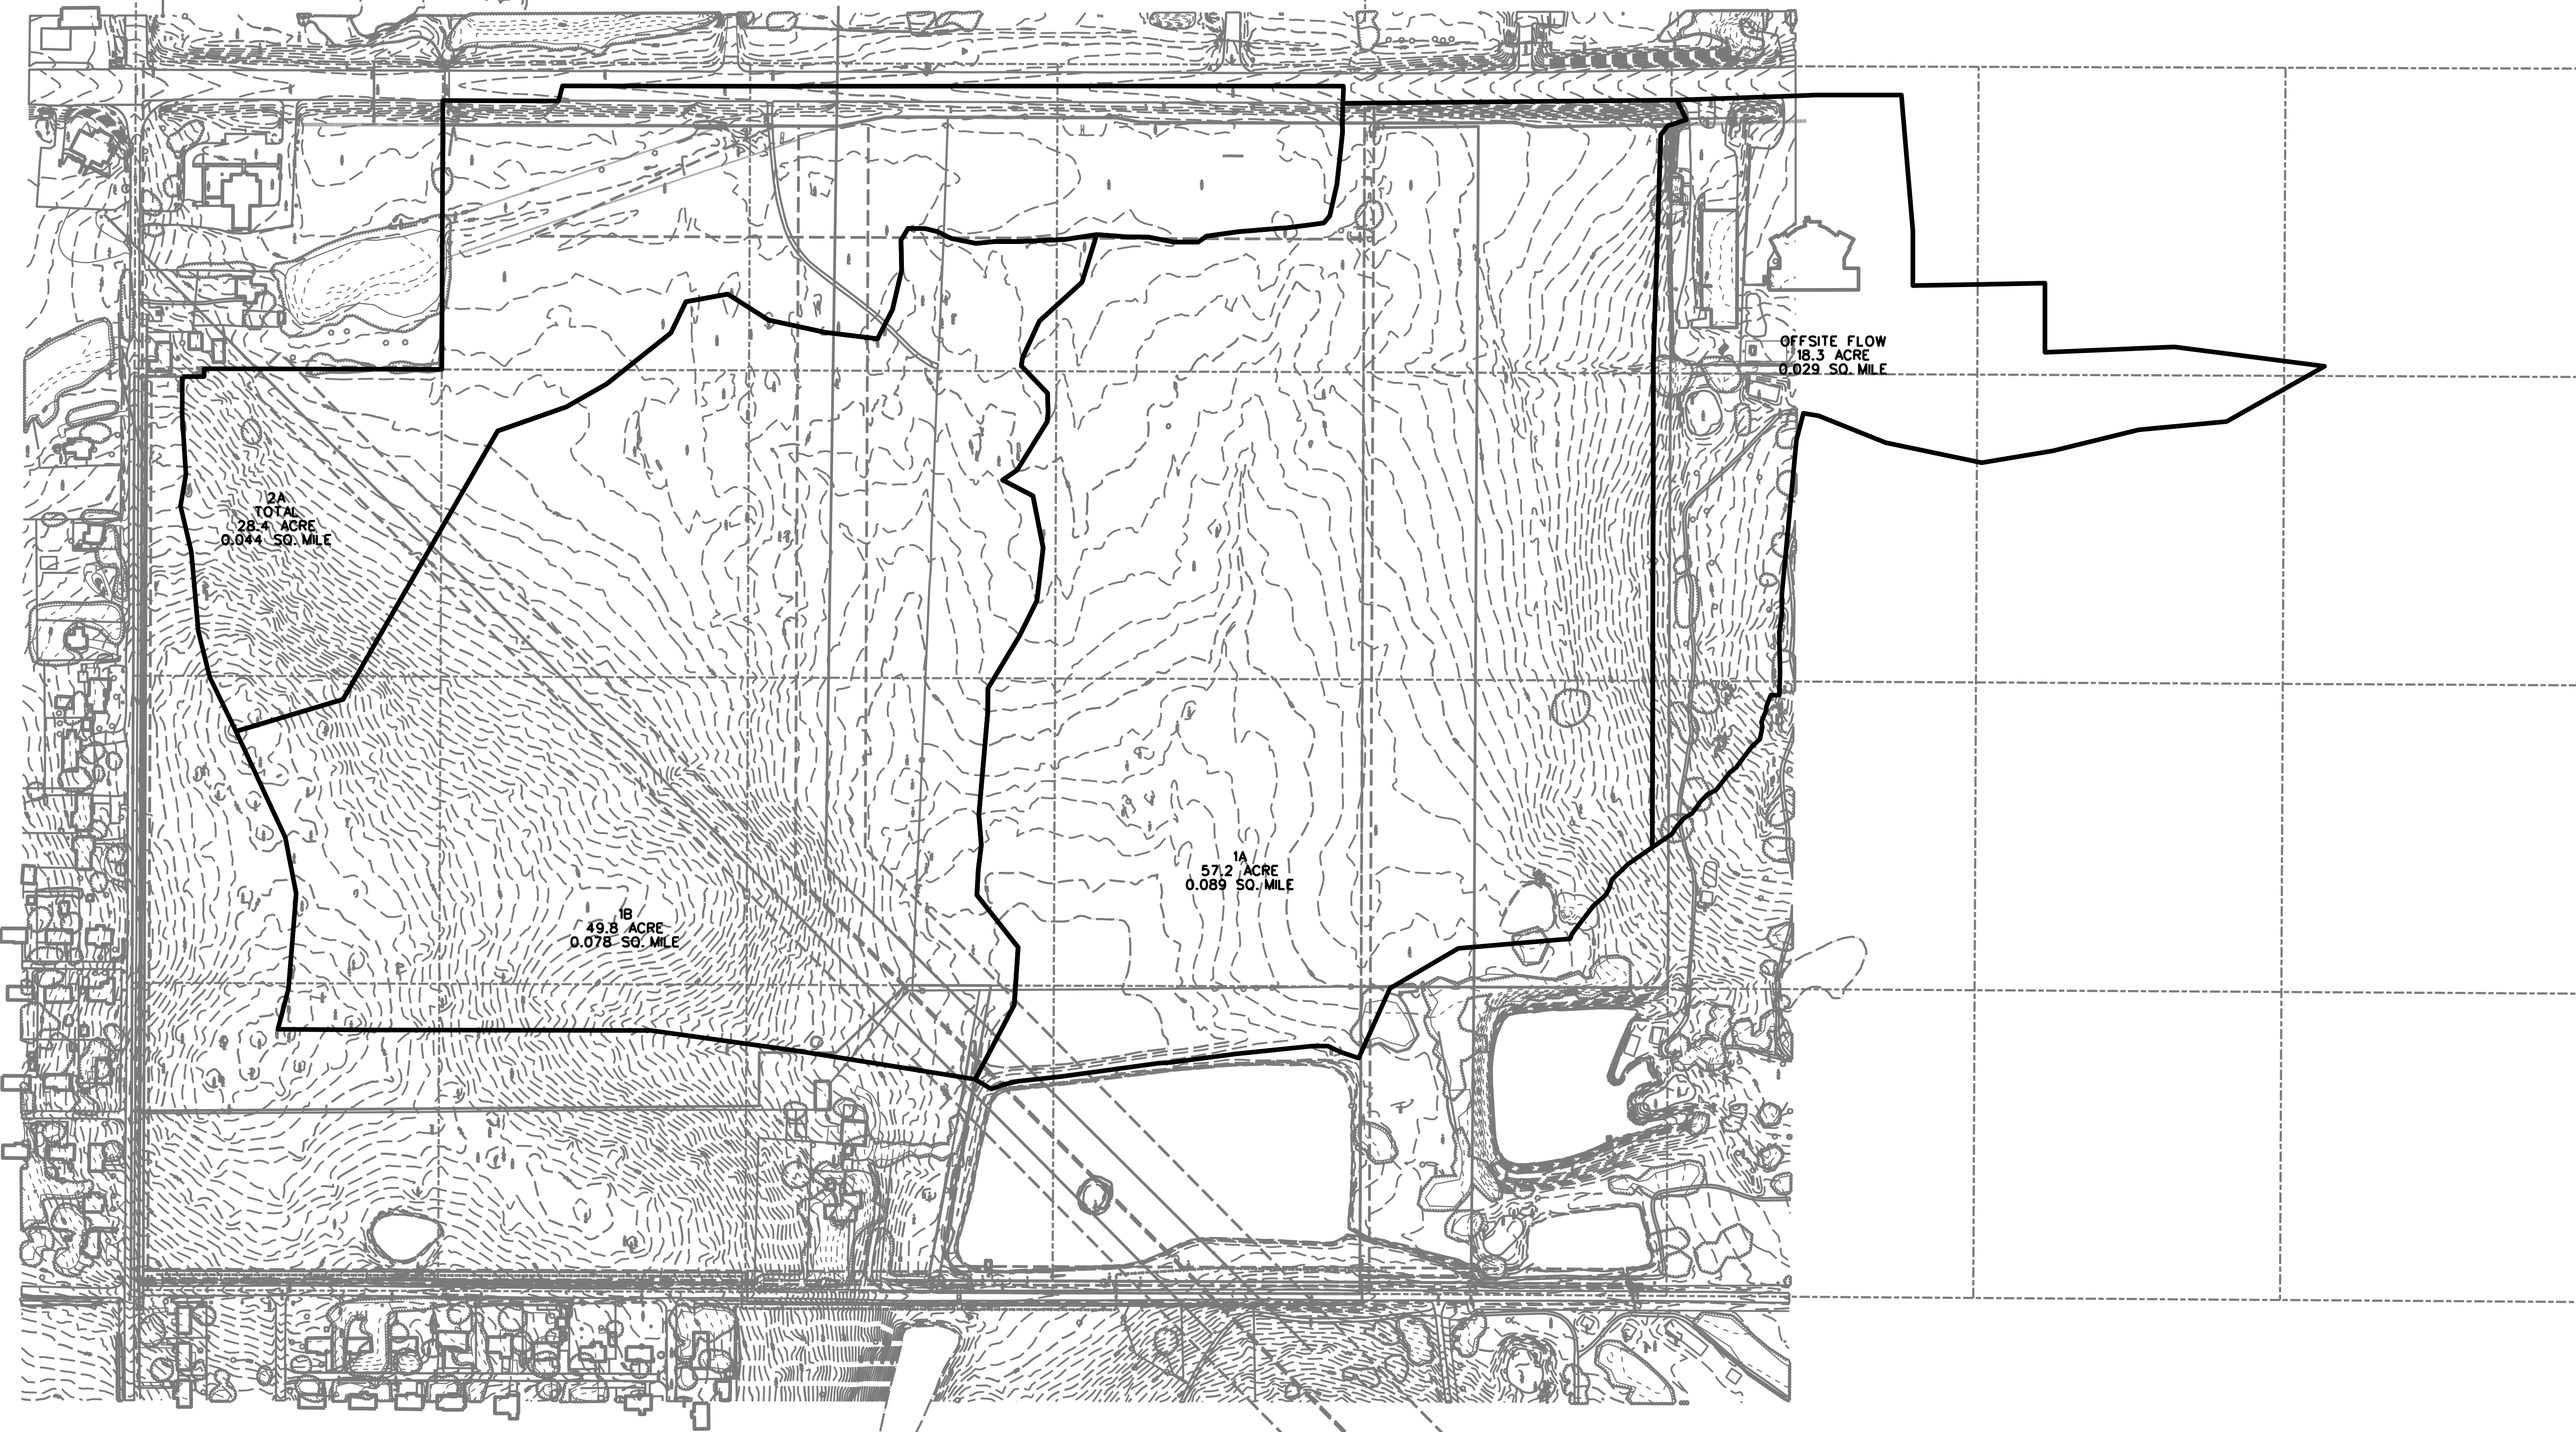 OFFSITE FLOW
18.3 ACRE
0.029 SQ. MILE
2A
TOTAL
28.4 ACRE
0.044 SQ. MILE
1A
57.2 ACRE
0.089 SQ. MILE
1B
49.8 ACRE
0.078 SQ. MILE